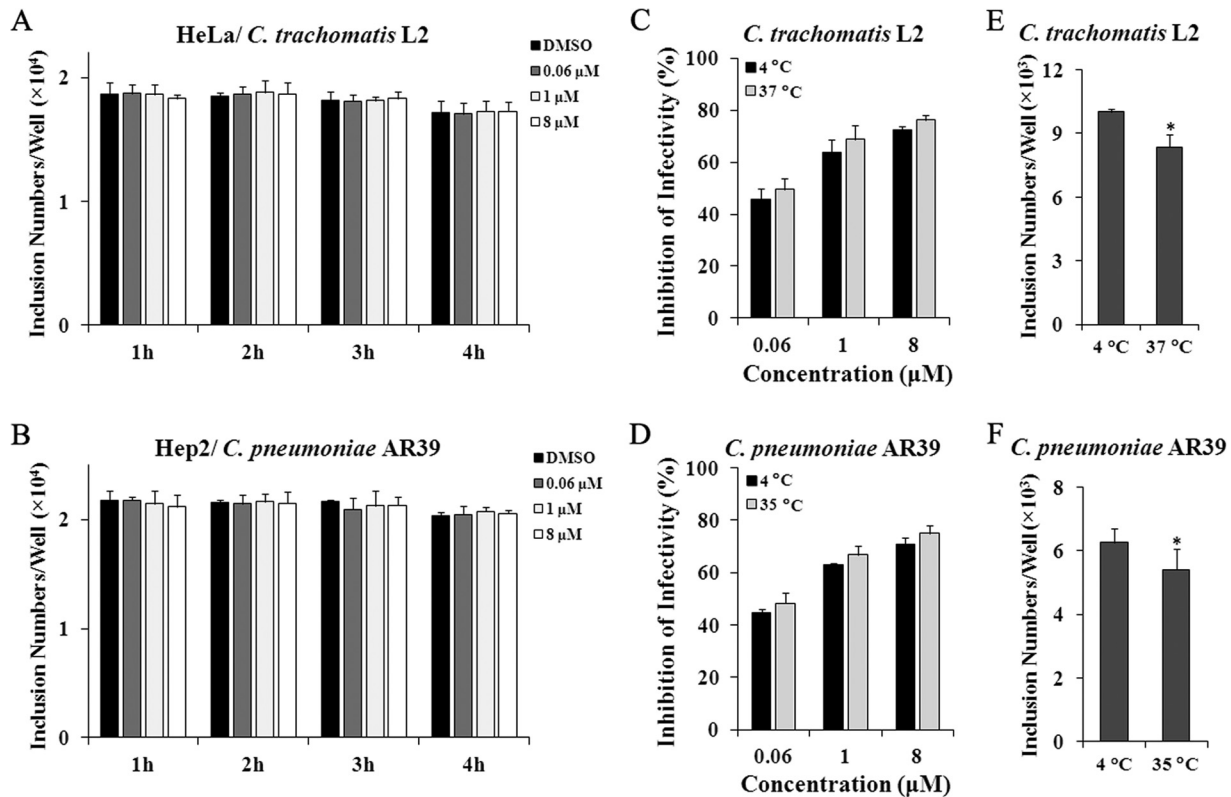 A
HeLa/ C. trachomatis L2
Inclusion Numbers/Well (×10⁴)
2
1
0
DMSO
0.06 µM
1 µM
8 µM
1h 2h 3h 4h
C
C. trachomatis L2
Inhibition of Infectivity (%)
100
80
60
40
20
0
4 °C
37 °C
0.06 1 8
Concentration (µM)
E
C. trachomatis L2
Inclusion Numbers/Well (×10³)
12
9
6
3
0
*
4 °C 37 °C
B
Hep2/ C. pneumoniae AR39
Inclusion Numbers/Well (×10⁴)
2
1
0
DMSO
0.06 µM
1 µM
8 µM
1h 2h 3h 4h
D
C. pneumoniae AR39
Inhibition of Infectivity (%)
100
80
60
40
20
0
4 °C
35 °C
0.06 1 8
Concentration (µM)
F
C. pneumoniae AR39
Inclusion Numbers/Well (×10³)
8
6
4
2
0
*
4 °C 35 °C